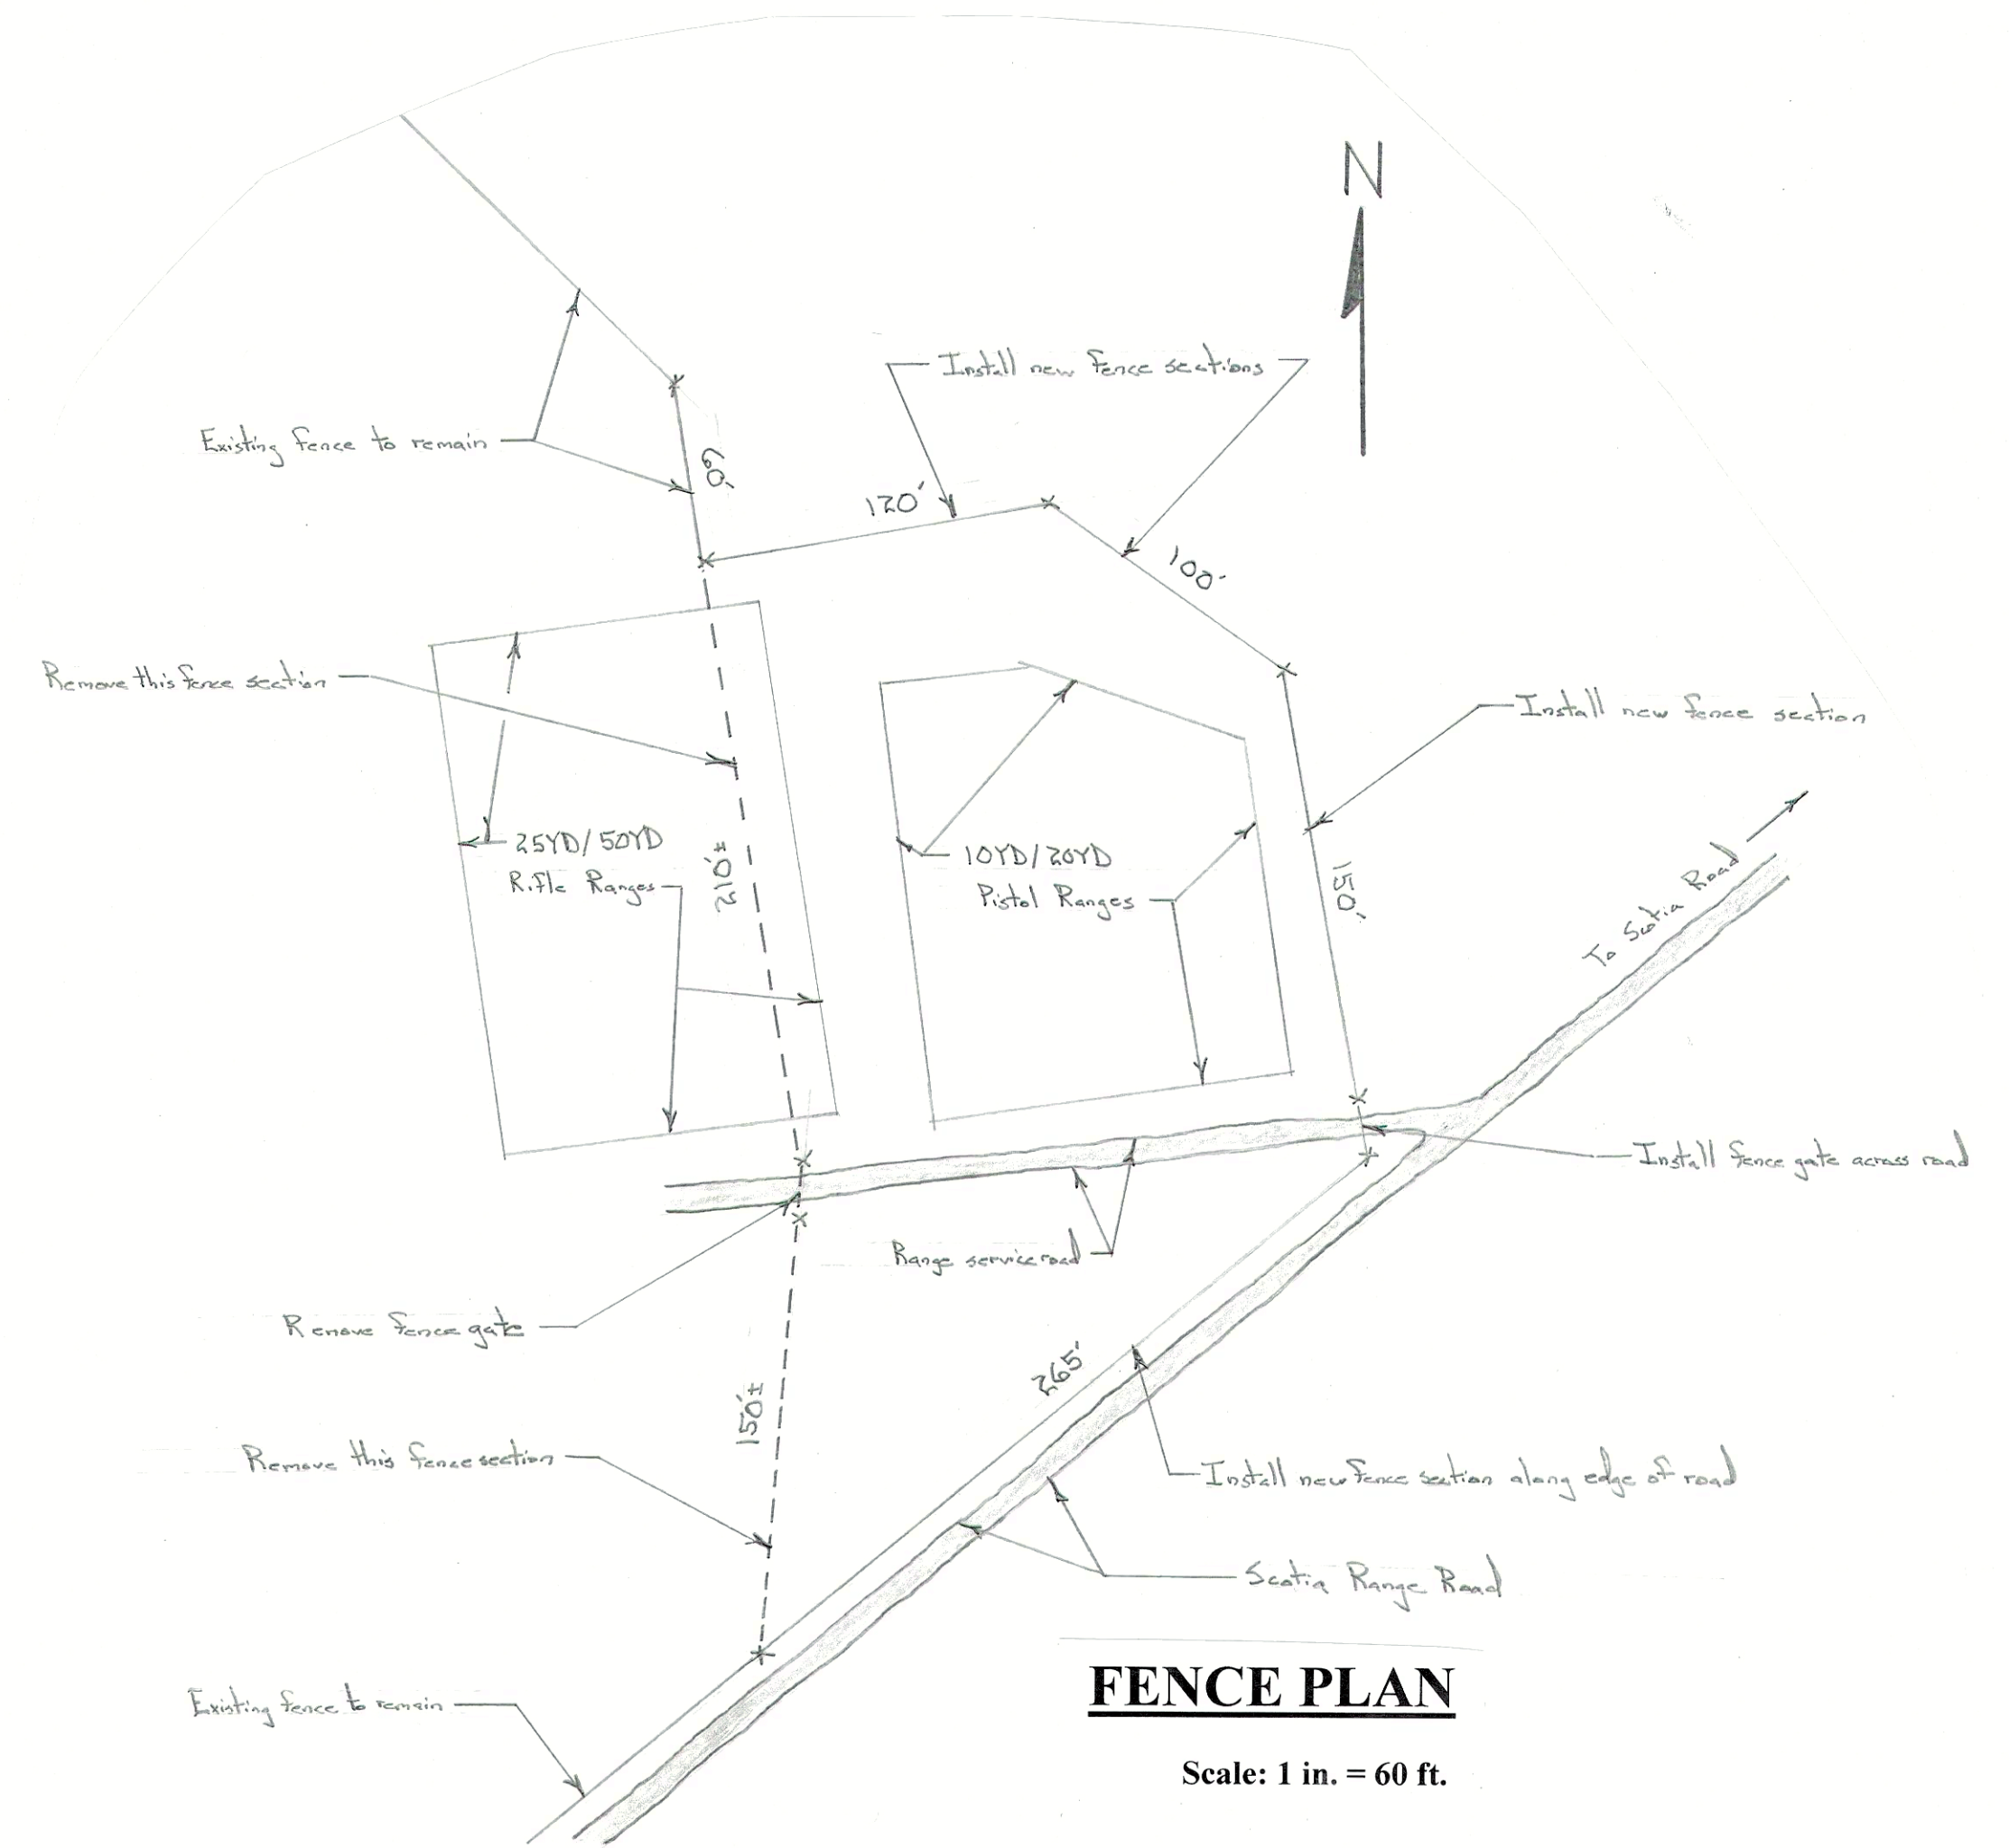 N
Install new fence sections
Existing fence to remain
60'
120'
100'
Remove this fence section
Install new fence section
25YD/50YD
Rifle Ranges
210'±
10YD/20YD
Pistol Ranges
150'
To Scotia Road
Install fence gate across road
Range service road
Remove fence gate
265'
150'±
Remove this fence section
Install new fence section along edge of road
Scotia Range Road
Existing fence to remain
FENCE PLAN
Scale: 1 in. = 60 ft.